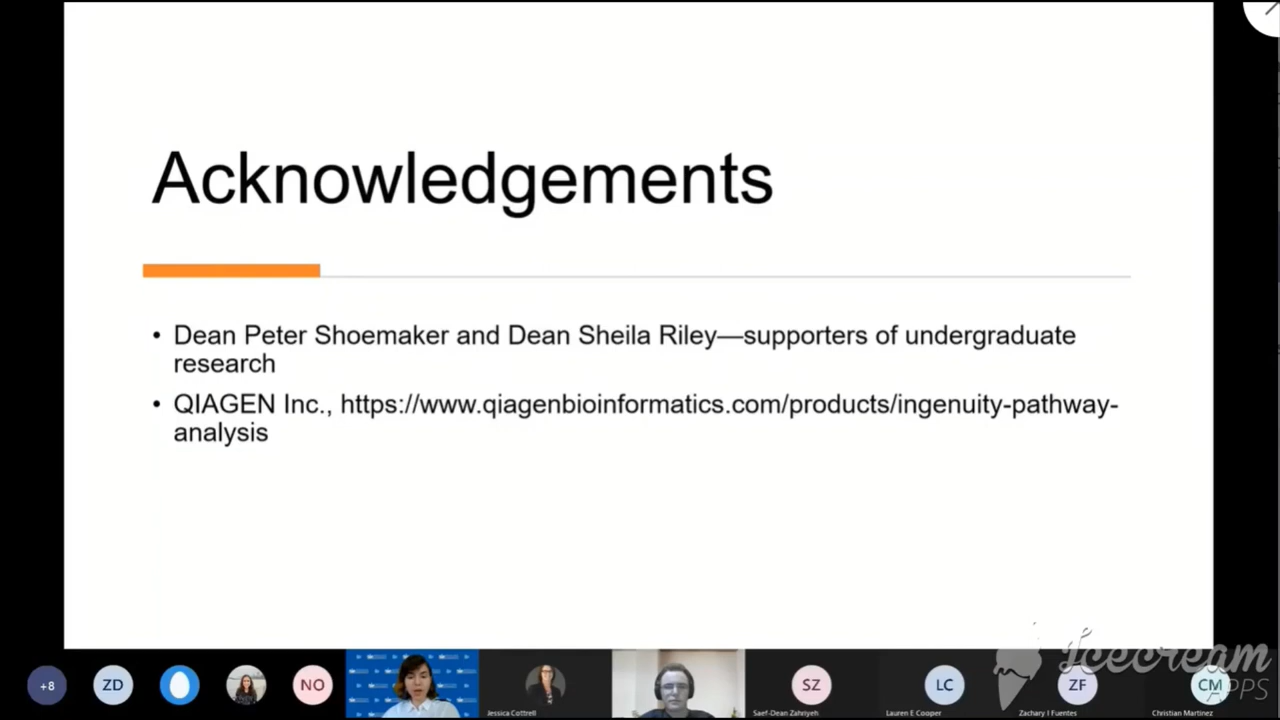 Acknowledgements
• Dean Peter Shoemaker and Dean Sheila Riley—supporters of undergraduate
research
• QIAGEN Inc., https://www.qiagenbioinformatics.com/products/ingenuity-pathway-
analysis
+8
ZD
NO
SZ
LC
ZF
CM
Jessica Cottrell
Saef-Dean Zahriyeh
Lauren E Cooper
Zachary I Fuentes
Christian Martinez
Icecream
APPS